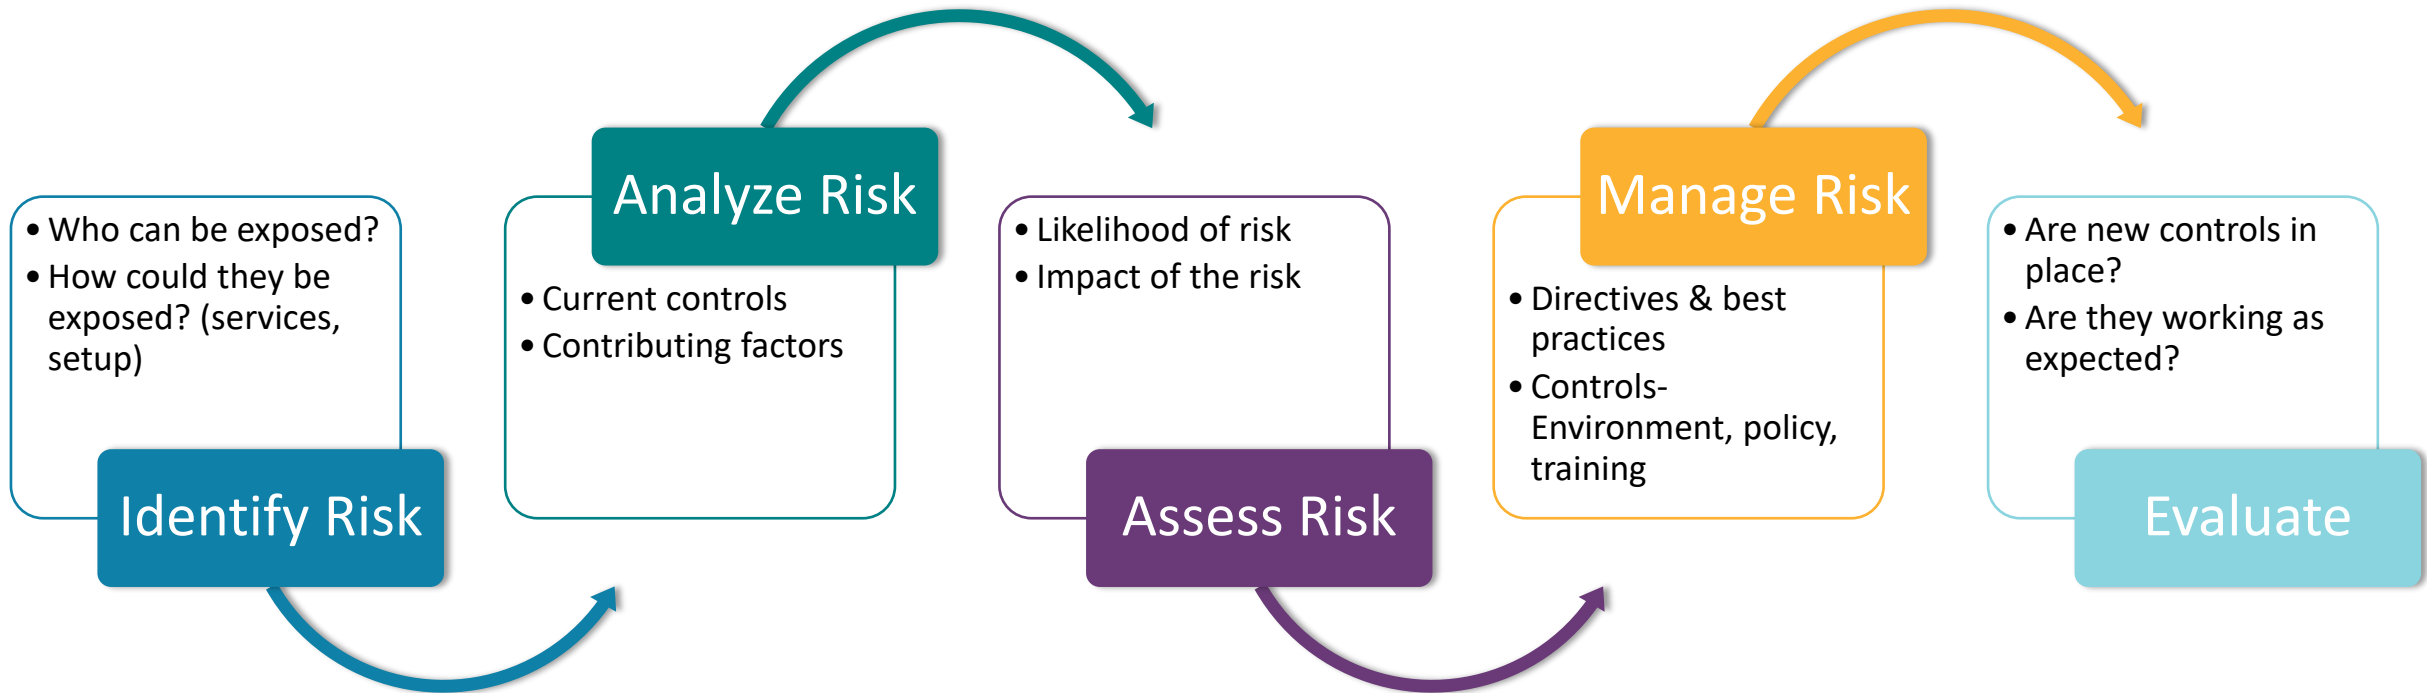 • Who can be exposed?
• How could they be
exposed? (services,
setup)
Identify Risk
Analyze Risk
• Current controls
• Contributing factors
• Likelihood of risk
• Impact of the risk
Assess Risk
Manage Risk
• Directives & best
practices
• Controls-
Environment, policy,
training
• Are new controls in
place?
• Are they working as
expected?
Evaluate